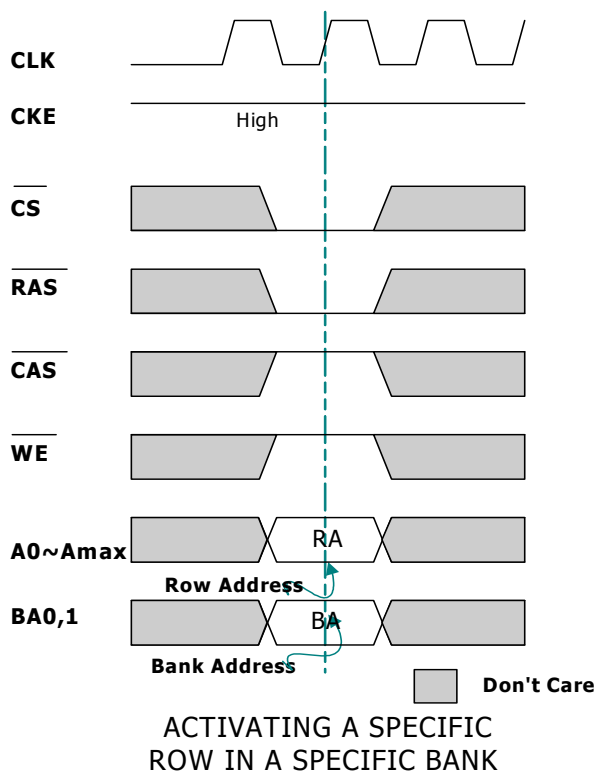 CLK
CKE
High
CS
RAS
CAS
WE
A0~Amax
RA
Row Address
BA0,1
BA
Bank Address
Don't Care
ACTIVATING A SPECIFIC
ROW IN A SPECIFIC BANK